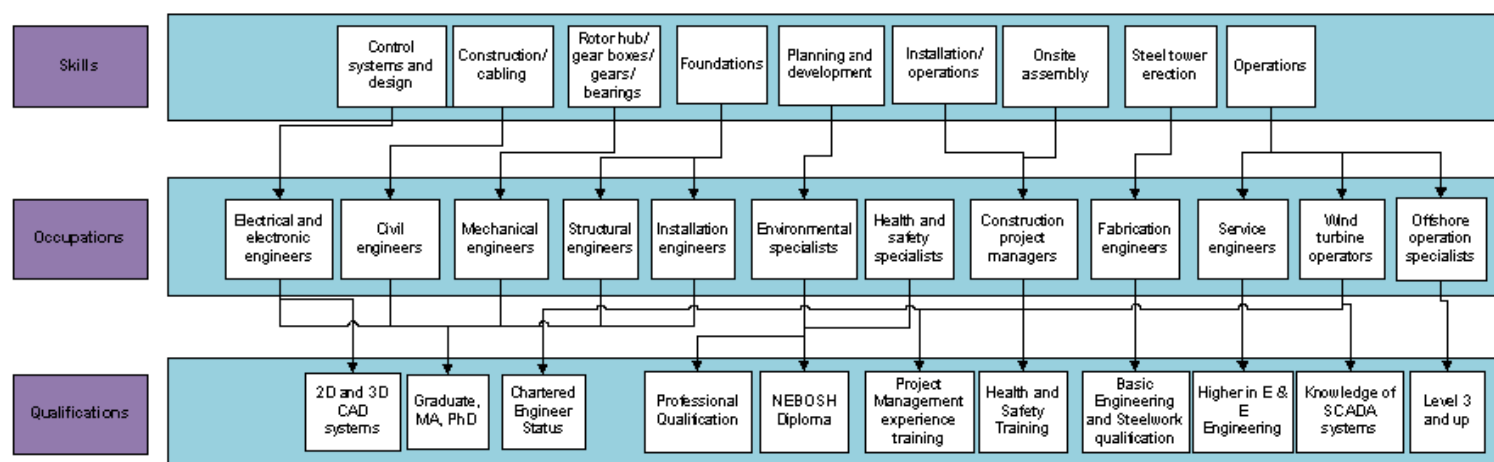 Skills
Control
systems and
design
Construction/
cabling
Rotor hub/
gear boxes/
gears/
bearings
Foundations
Planning and
development
Installation/
operations
Onsite
assembly
Steel tower
erection
Operations
Occupations
Electrical and
electronic
engineers
Civil
engineers
Mechanical
engineers
Structural
engineers
Installation
engineers
Environmental
specialists
Health and
safety
specialists
Construction
project
managers
Fabrication
engineers
Service
engineers
Wind
turbine
operators
Offshore
operation
specialists
Qualifications
2D and 3D
CAD
systems
Graduate,
MA, PhD
Chartered
Engineer
Status
Professional
Qualification
NEBOSH
Diploma
Project
Management
experience
training
Health and
Safety
Training
Basic
Engineering
and Steelwork
qualification
Higher in E &
E
Engineering
Knowledge of
SCADA
systems
Level 3
and up